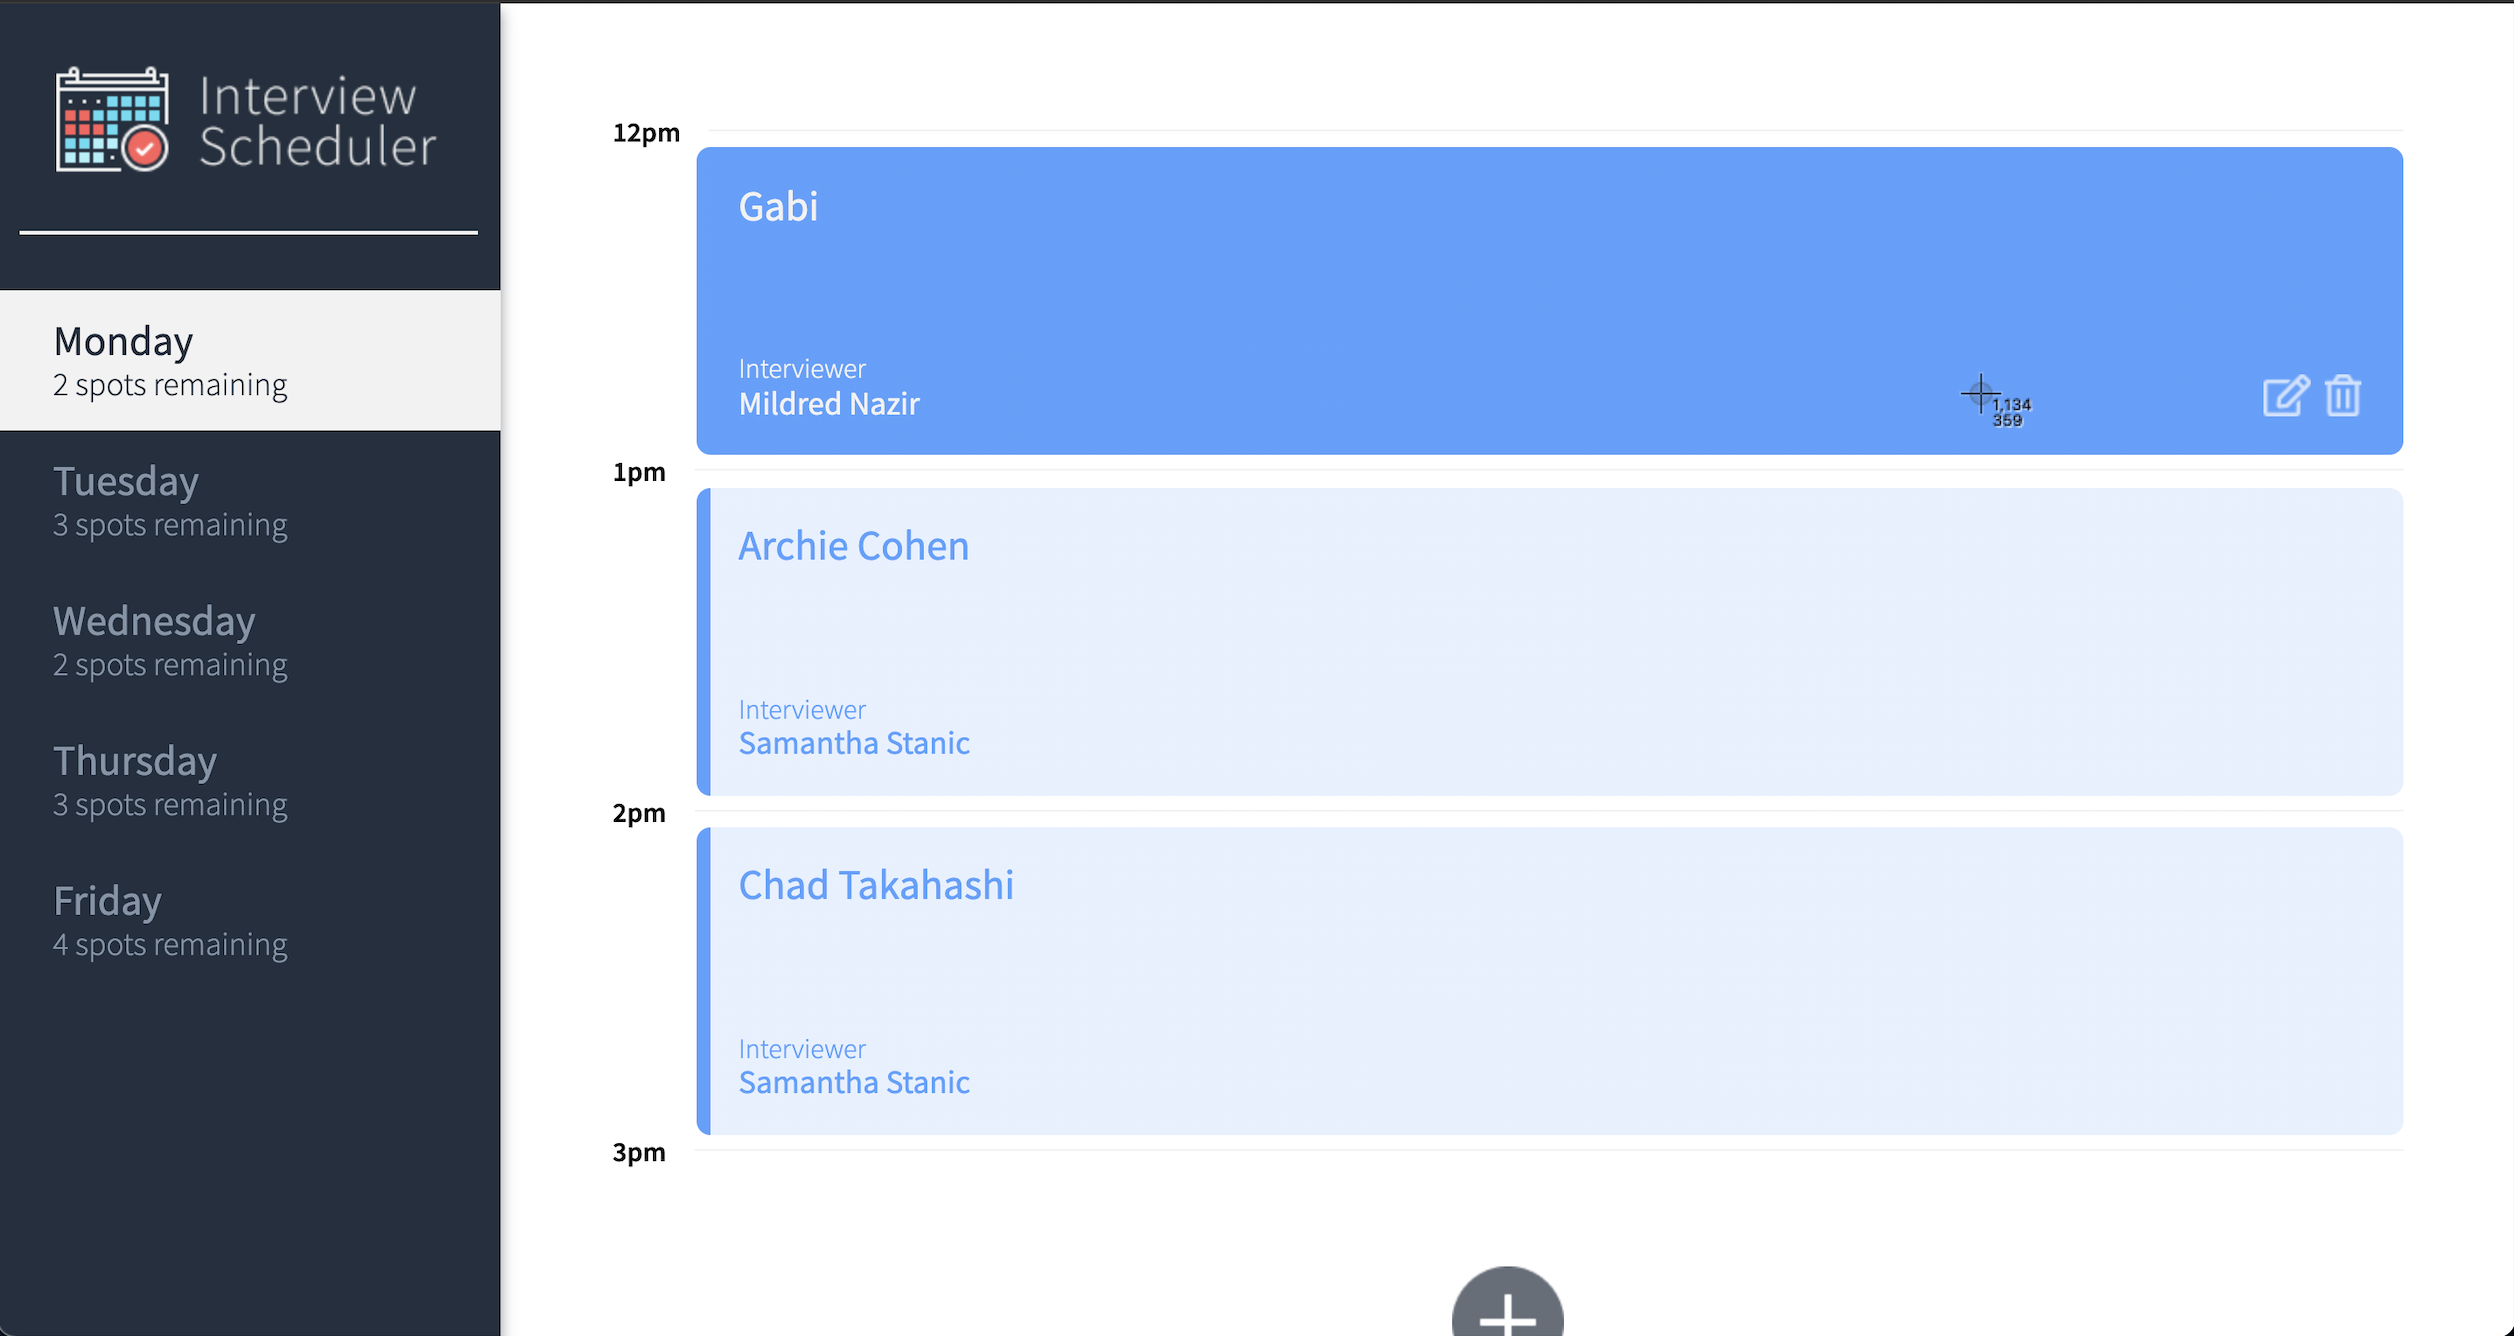 Interview
Scheduler
Monday
2 spots remaining
Tuesday
3 spots remaining
Wednesday
2 spots remaining
Thursday
3 spots remaining
Friday
4 spots remaining
12pm
Gabi
Interviewer
Mildred Nazir
1,134
359
1pm
Archie Cohen
Interviewer
Samantha Stanic
2pm
Chad Takahashi
Interviewer
Samantha Stanic
3pm